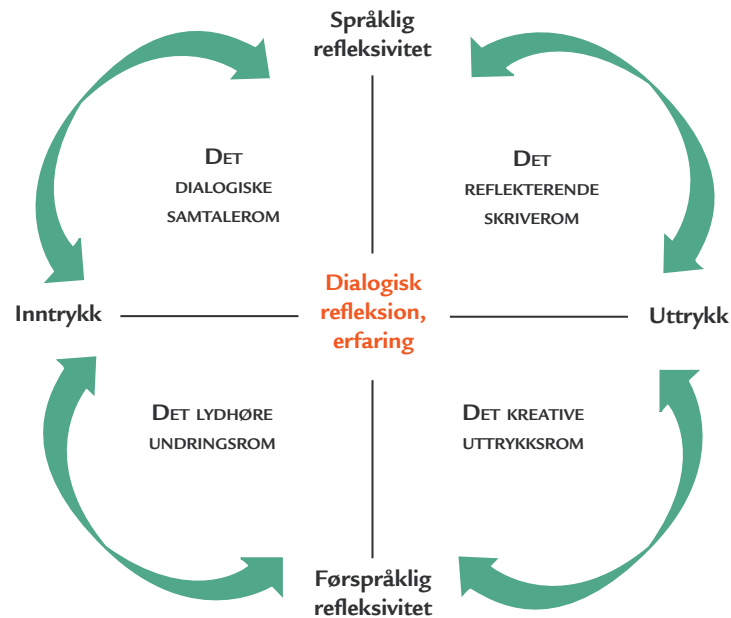 Språklig
refleksivitet
Det
dialogiske
samtalerom
Det
reflekterende
skriverom
Inntrykk
Dialogisk
refleksion,
erfaring
Uttrykk
Det lydhøre
undringsrom
Det kreative
uttrykksrom
Førspråklig
refleksivitet